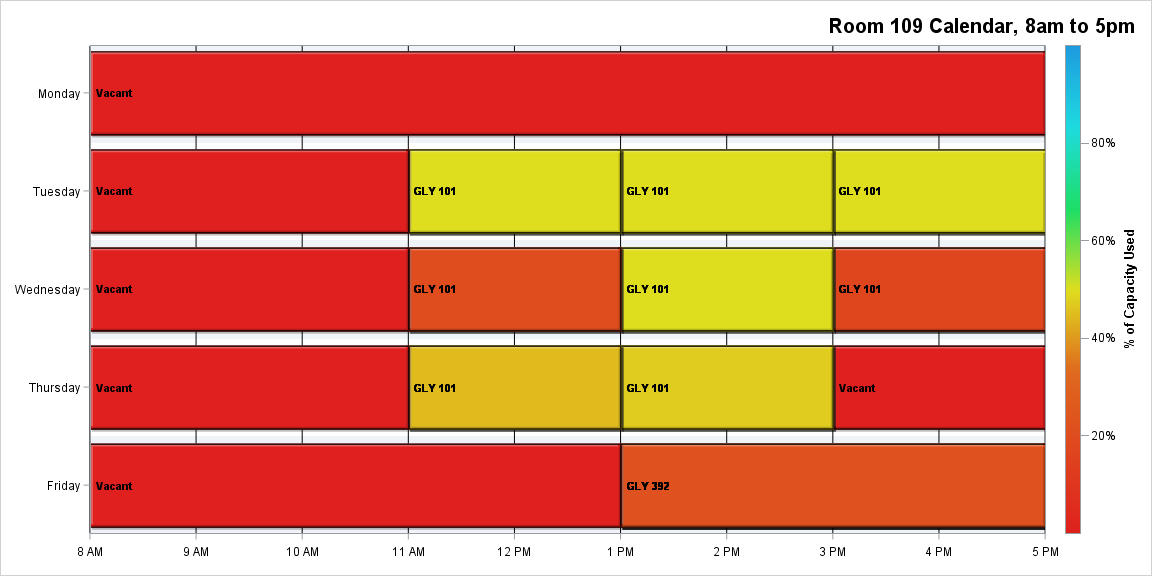 Room 109 Calendar, 8am to 5pm
Monday
Vacant
Tuesday
Vacant
GLY 101
GLY 101
GLY 101
Wednesday
Vacant
GLY 101
GLY 101
GLY 101
Thursday
Vacant
GLY 101
GLY 101
Vacant
Friday
Vacant
GLY 392
8 AM
9 AM
10 AM
11 AM
12 PM
1 PM
2 PM
3 PM
4 PM
5 PM
80%
60%
40%
20%
% of Capacity Used